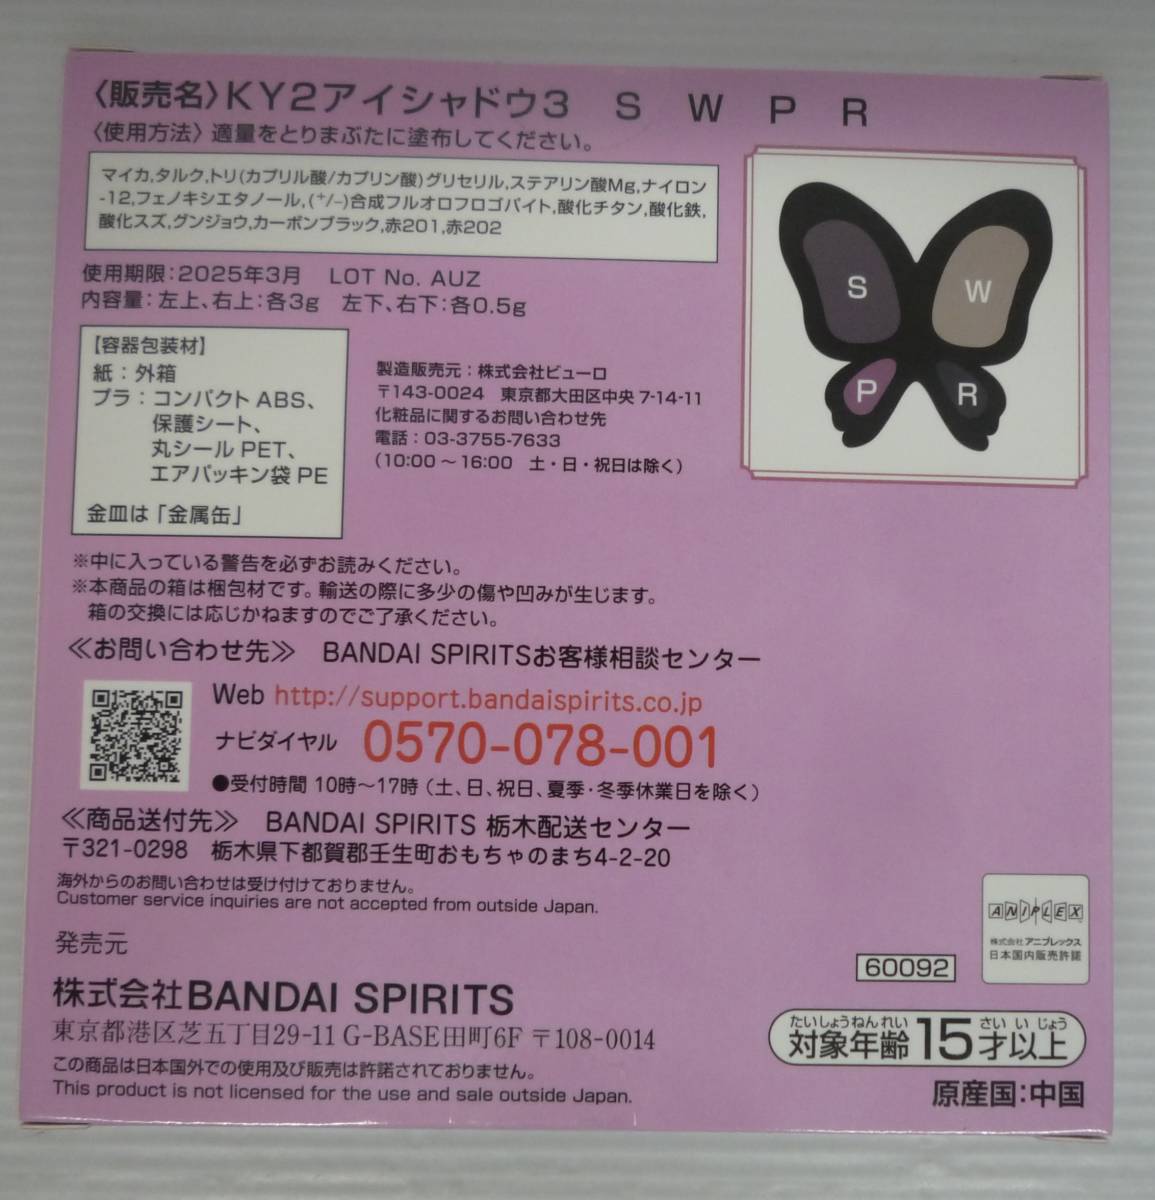 〈販売名〉KY2アイシャドウ3　S　W　P　R
〈使用方法〉適量をとりまぶたに塗布してください。
マイカ,タルク,トリ(カプリル酸/カプリン酸)グリセリル,ステアリン酸Mg,ナイロン
-12,フェノキシエタノール,(+/−)合成フルオロフロゴパイト,酸化チタン,酸化鉄,
酸化スズ,グンジョウ,カーボンブラック,赤201,赤202
使用期限：2025年3月　LOT No. AUZ
内容量：左上、右上：各3g　左下、右下：各0.5g
S
W
P
R
【容器包装材】
紙：外箱
プラ：コンパクト ABS、
保護シート、
丸シール PET、
エアパッキン袋 PE
金皿は「金属缶」
製造販売元：株式会社ビューロ
〒143-0024　東京都大田区中央 7-14-11
化粧品に関するお問い合わせ先
電話：03-3755-7633
(10:00 ～ 16:00　土・日・祝日は除く)
※中に入っている警告を必ずお読みください。
※本商品の箱は梱包材です。輸送の際に多少の傷や凹みが生じます。
箱の交換には応じかねますのでご了承ください。
≪お問い合わせ先≫　BANDAI SPIRITSお客様相談センター
Web http://support.bandaispirits.co.jp
ナビダイヤル　0570-078-001
●受付時間 10時～17時（土、日、祝日、夏季・冬季休業日を除く）
≪商品送付先≫　BANDAI SPIRITS 栃木配送センター
〒321-0298　栃木県下都賀郡壬生町おもちゃのまち4-2-20
海外からのお問い合わせは受け付けておりません。
Customer service inquiries are not accepted from outside Japan.
発売元
株式会社BANDAI SPIRITS
東京都港区芝五丁目29-11 G-BASE田町6F 〒108-0014
この商品は日本国外での使用及び販売は許諾されておりません。
This product is not licensed for the use and sale outside Japan.
ANIPLEX
株式会社アニプレックス
日本国内販売許諾
60092
たいしょうねんれい　さいいじょう
対象年齢15才以上
原産国：中国